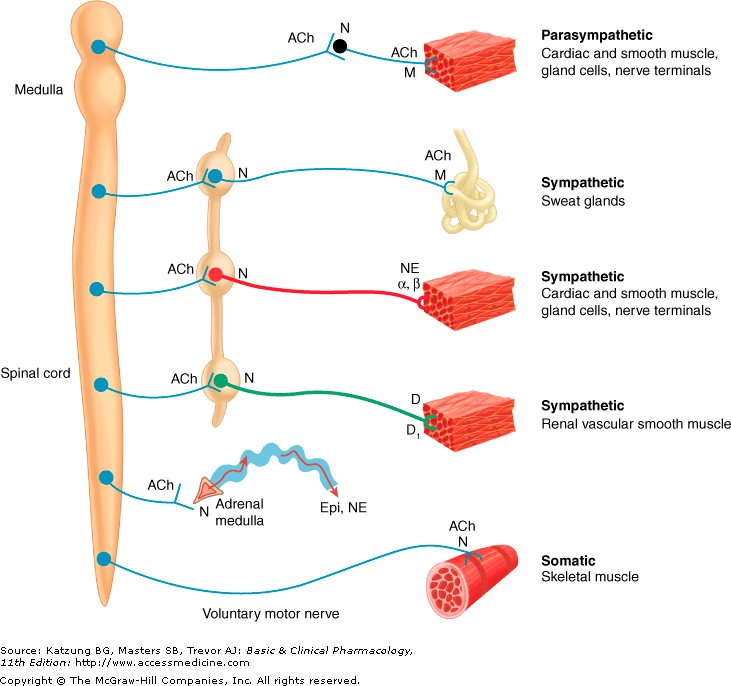 ACh
N
ACh
M
Parasympathetic
Cardiac and smooth muscle,
gland cells, nerve terminals
Medulla
ACh
N
ACh
M
Sympathetic
Sweat glands
ACh
N
NE
α, β
Sympathetic
Cardiac and smooth muscle,
gland cells, nerve terminals
Spinal cord
ACh
N
D
D₁
Sympathetic
Renal vascular smooth muscle
ACh
N
Adrenal
medulla
Epi, NE
ACh
N
Somatic
Skeletal muscle
Voluntary motor nerve
Source: Katzung BG, Masters SB, Trevor AJ: Basic & Clinical Pharmacology,
11th Edition: http://www.accessmedicine.com
Copyright © The McGraw-Hill Companies, Inc. All rights reserved.